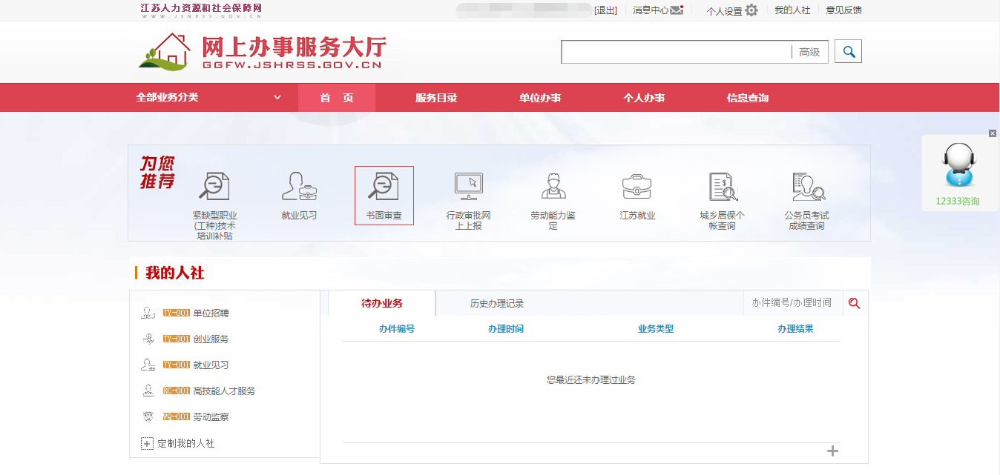 江苏人力资源和社会保障网
WWW.JSHRSS.GOV.CN
[退出] 消息中心 个人设置 我的人社 意见反馈
网上办事服务大厅
GGFW.JSHRSS.GOV.CN
高级
全部业务分类 首 页 服务目录 单位办事 个人办事 信息查询
为您
推荐
紧缺型职业
(工种)技术
培训补贴
就业见习
书面审查
行政审批网
上上报
劳动能力鉴
定
江苏就业
城乡居保个
帐查询
公务员考试
成绩查询
12333咨询
我的人社
TY-001 单位招聘
TY-001 创业服务
TY-001 就业见习
RC-001 高技能人才服务
劳动监察
定制我的人社
待办业务 历史办理记录 办件编号/办理时间
办件编号 办理时间 业务类型 办理结果
您最近还未办理过业务